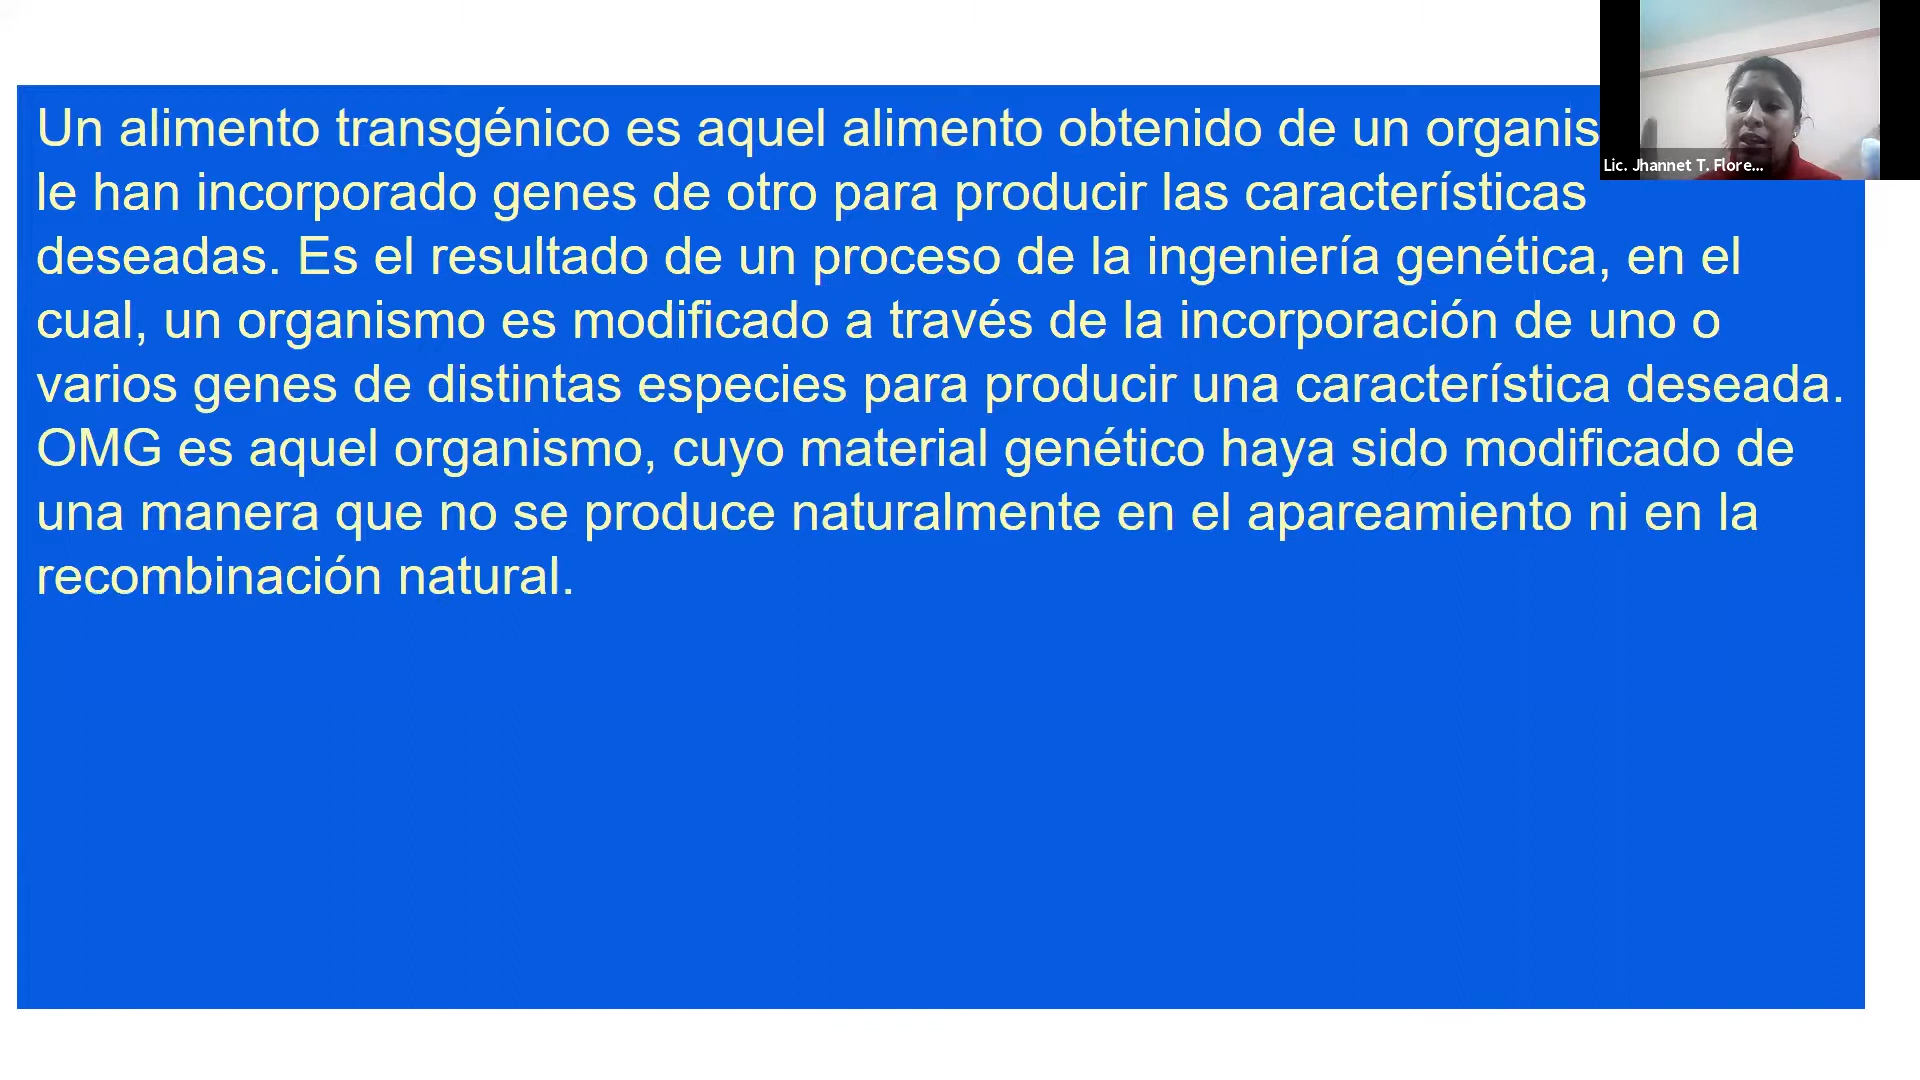 Un alimento transgénico es aquel alimento obtenido de un
le han incorporado genes de otro para producir las características
deseadas. Es el resultado de un proceso de la ingeniería genética, en el
cual, un organismo es modificado a través de la incorporación de uno o
varios genes de distintas especies para producir una característica deseada.
OMG es aquel organismo, cuyo material genético haya sido modificado de
una manera que no se produce naturalmente en el apareamiento ni en la
recombinación natural.
Lic. Jhannet T. Flore...